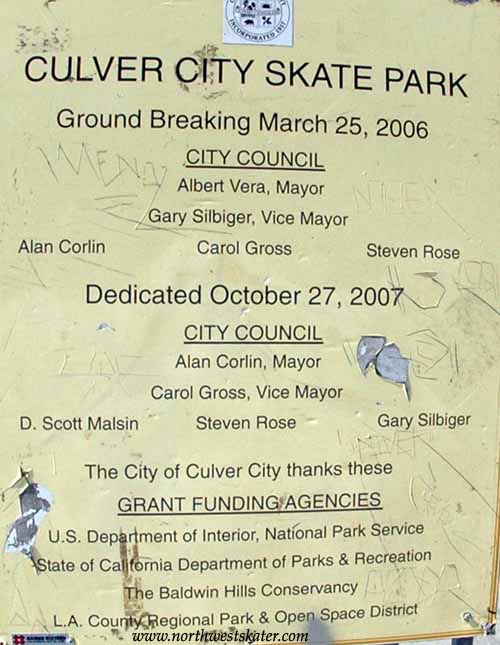 INCORPORATED 1917
CULVER CITY SKATE PARK
Ground Breaking March 25, 2006
CITY COUNCIL
Albert Vera, Mayor
Gary Silbiger, Vice Mayor
Alan Corlin Carol Gross Steven Rose
Dedicated October 27, 2007
CITY COUNCIL
Alan Corlin, Mayor
Carol Gross, Vice Mayor
D. Scott Malsin Steven Rose Gary Silbiger
The City of Culver City thanks these
GRANT FUNDING AGENCIES
U.S. Department of Interior, National Park Service
State of California Department of Parks & Recreation
The Baldwin Hills Conservancy
L.A. County Regional Park & Open Space District
www.northwestskater.com